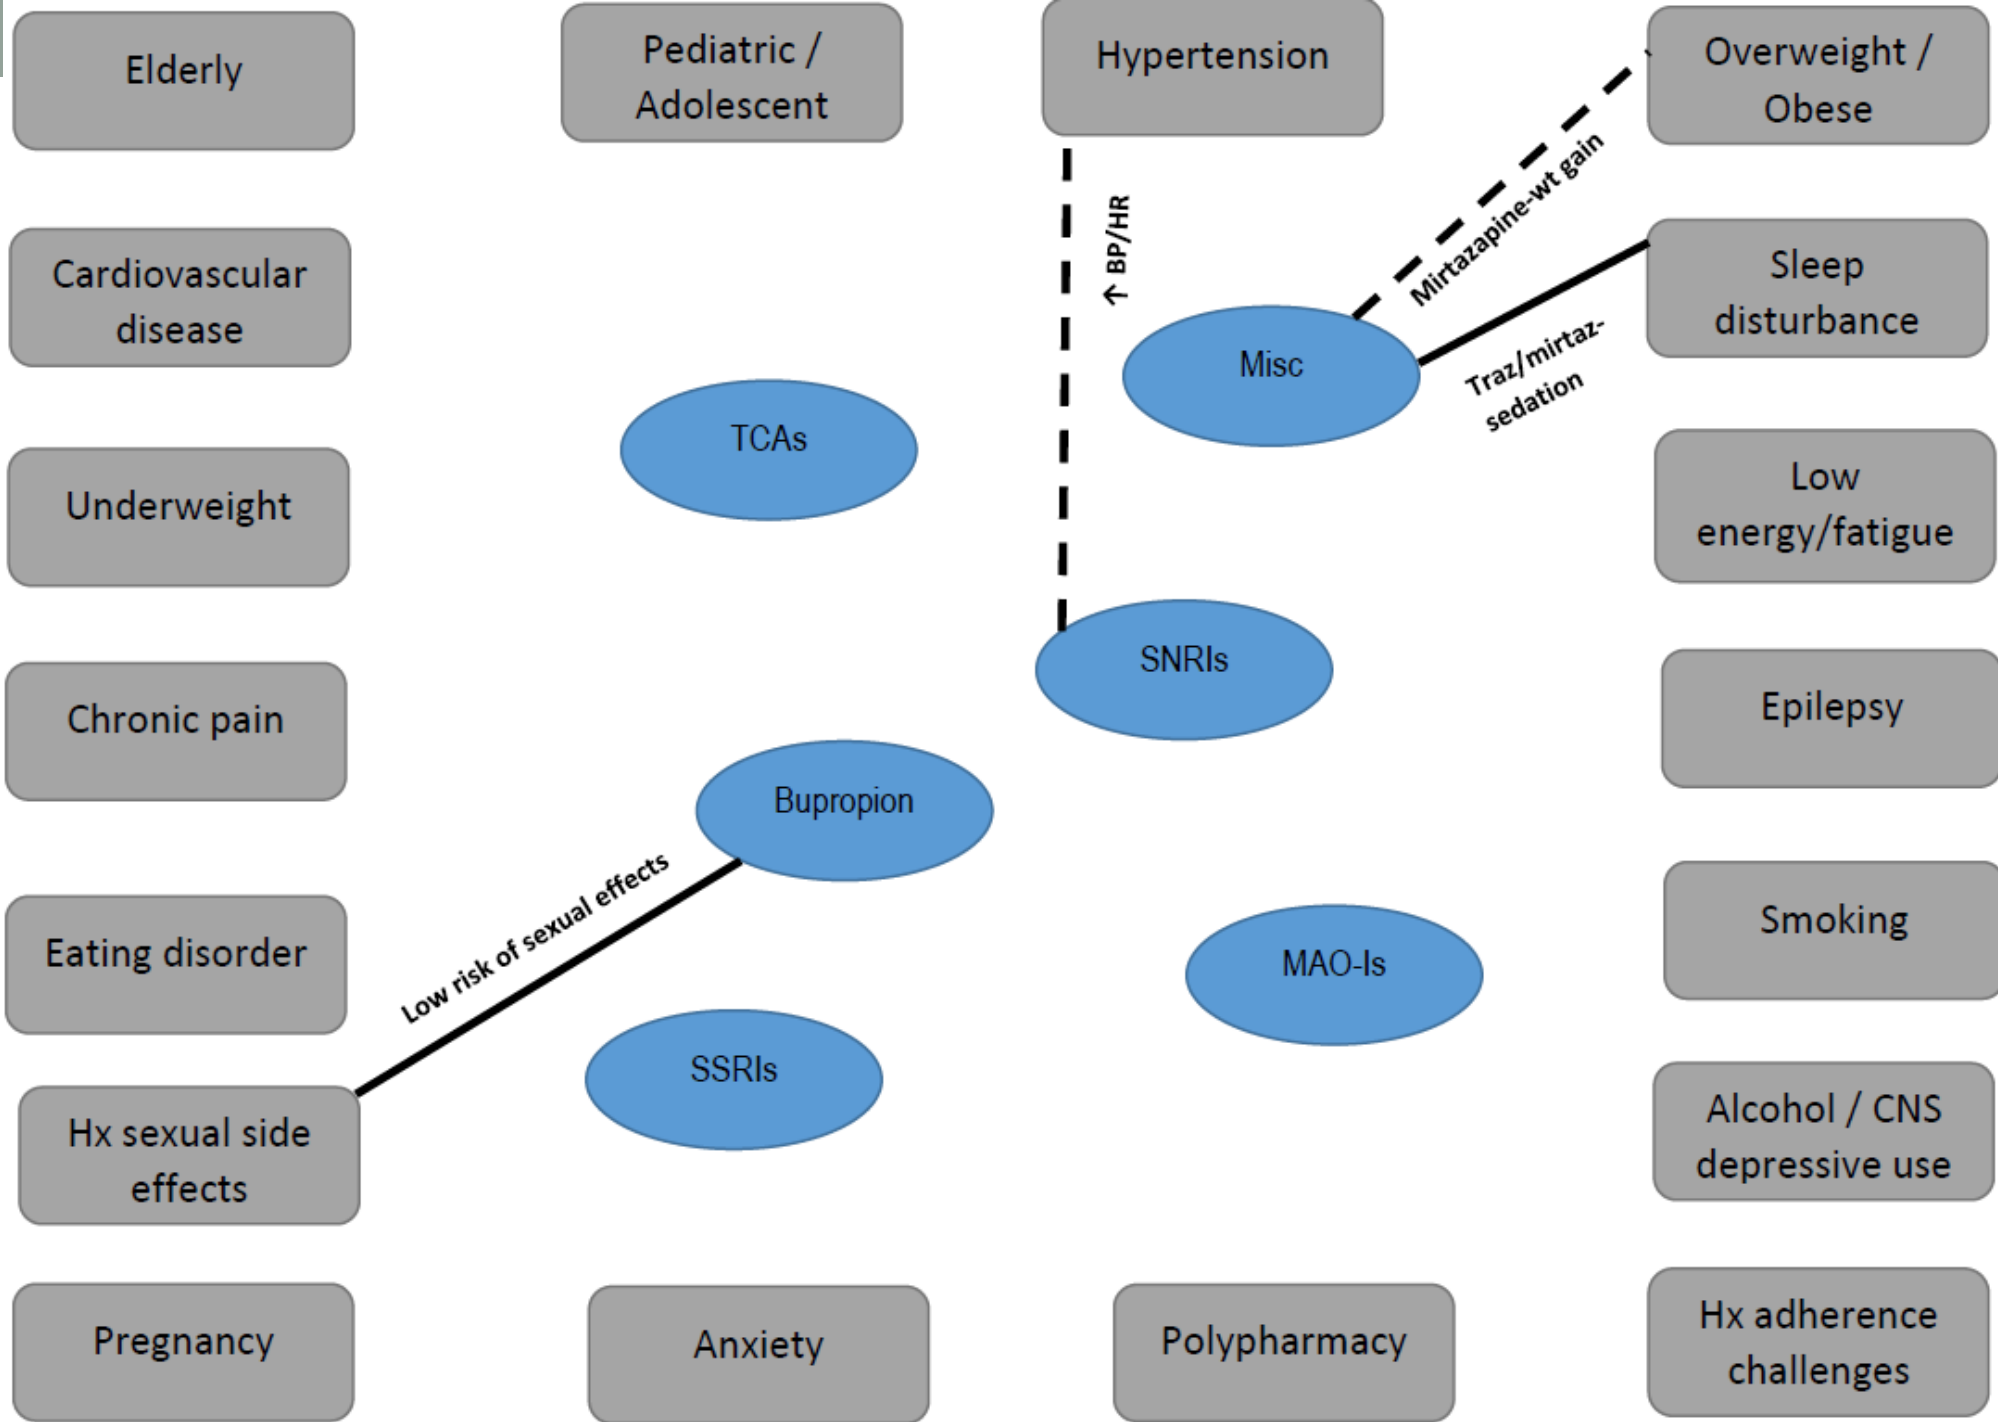 Elderly
Pediatric /
Adolescent
Hypertension
Overweight /
Obese
Cardiovascular
disease
↑ BP/HR
Mirtazapine-wt gain
Sleep
disturbance
Misc
Traz/mirtaz-
sedation
TCAs
Underweight
Low
energy/fatigue
SNRIs
Chronic pain
Epilepsy
Bupropion
Low risk of sexual effects
Eating disorder
Smoking
MAO-Is
SSRIs
Hx sexual side
effects
Alcohol / CNS
depressive use
Pregnancy
Anxiety
Polypharmacy
Hx adherence
challenges